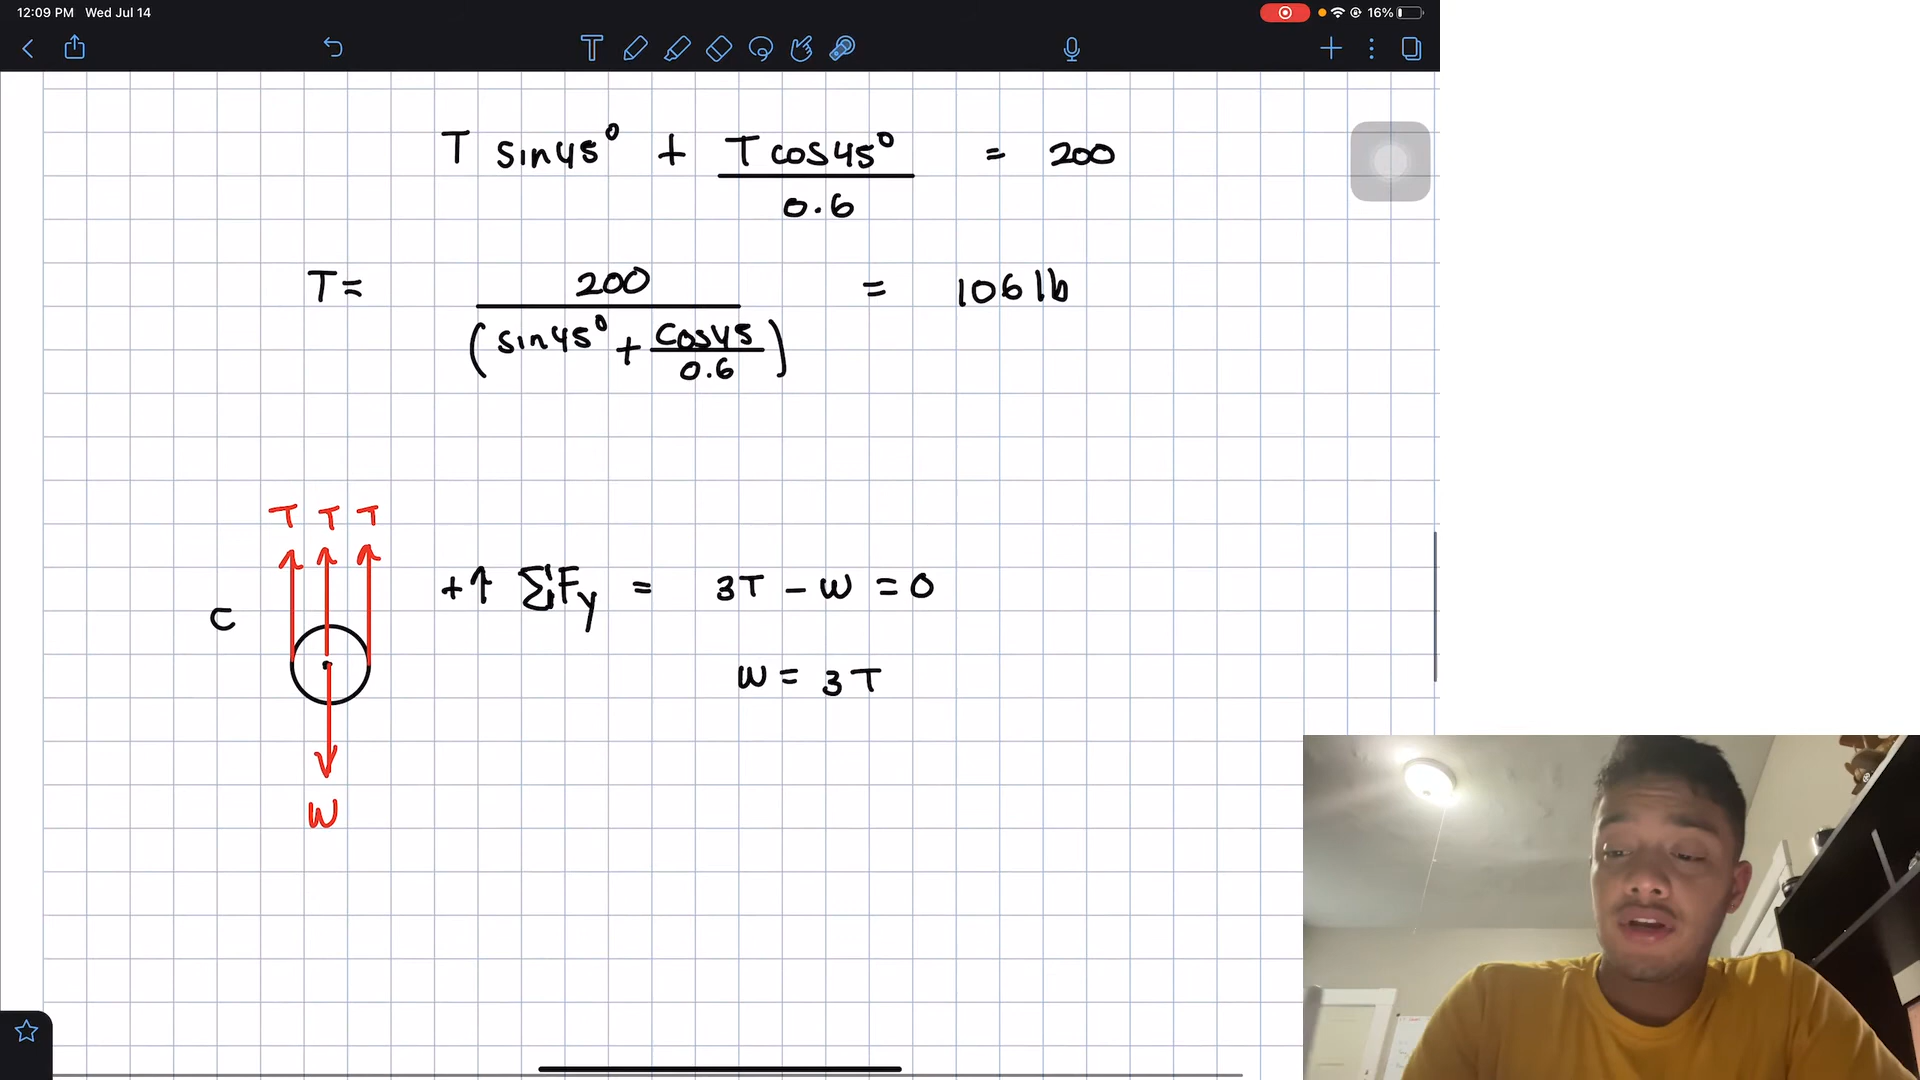 12:09 PM Wed Jul 14
16%
T sin45° + T cos45° / 0.6 = 200
T = 200 / (sin45° + cos45 / 0.6) = 106 lb
T T T
C
+↑ ΣFy = 3T - W = 0
W = 3T
W